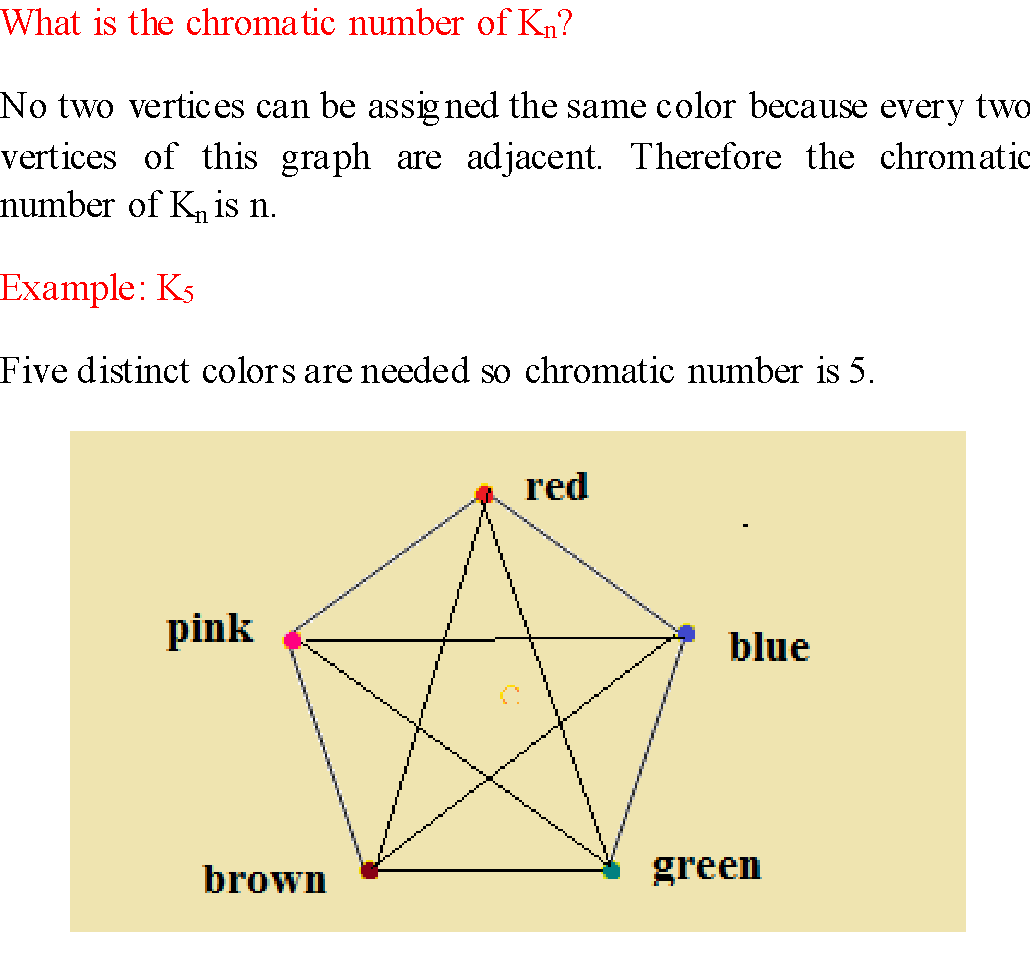 What is the chromatic number of Kn?
No two vertices can be assigned the same color because every two
vertices of this graph are adjacent. Therefore the chromatic
number of Kn is n.
Example: K5
Five distinct colors are needed so chromatic number is 5.
red
pink
blue
brown
green